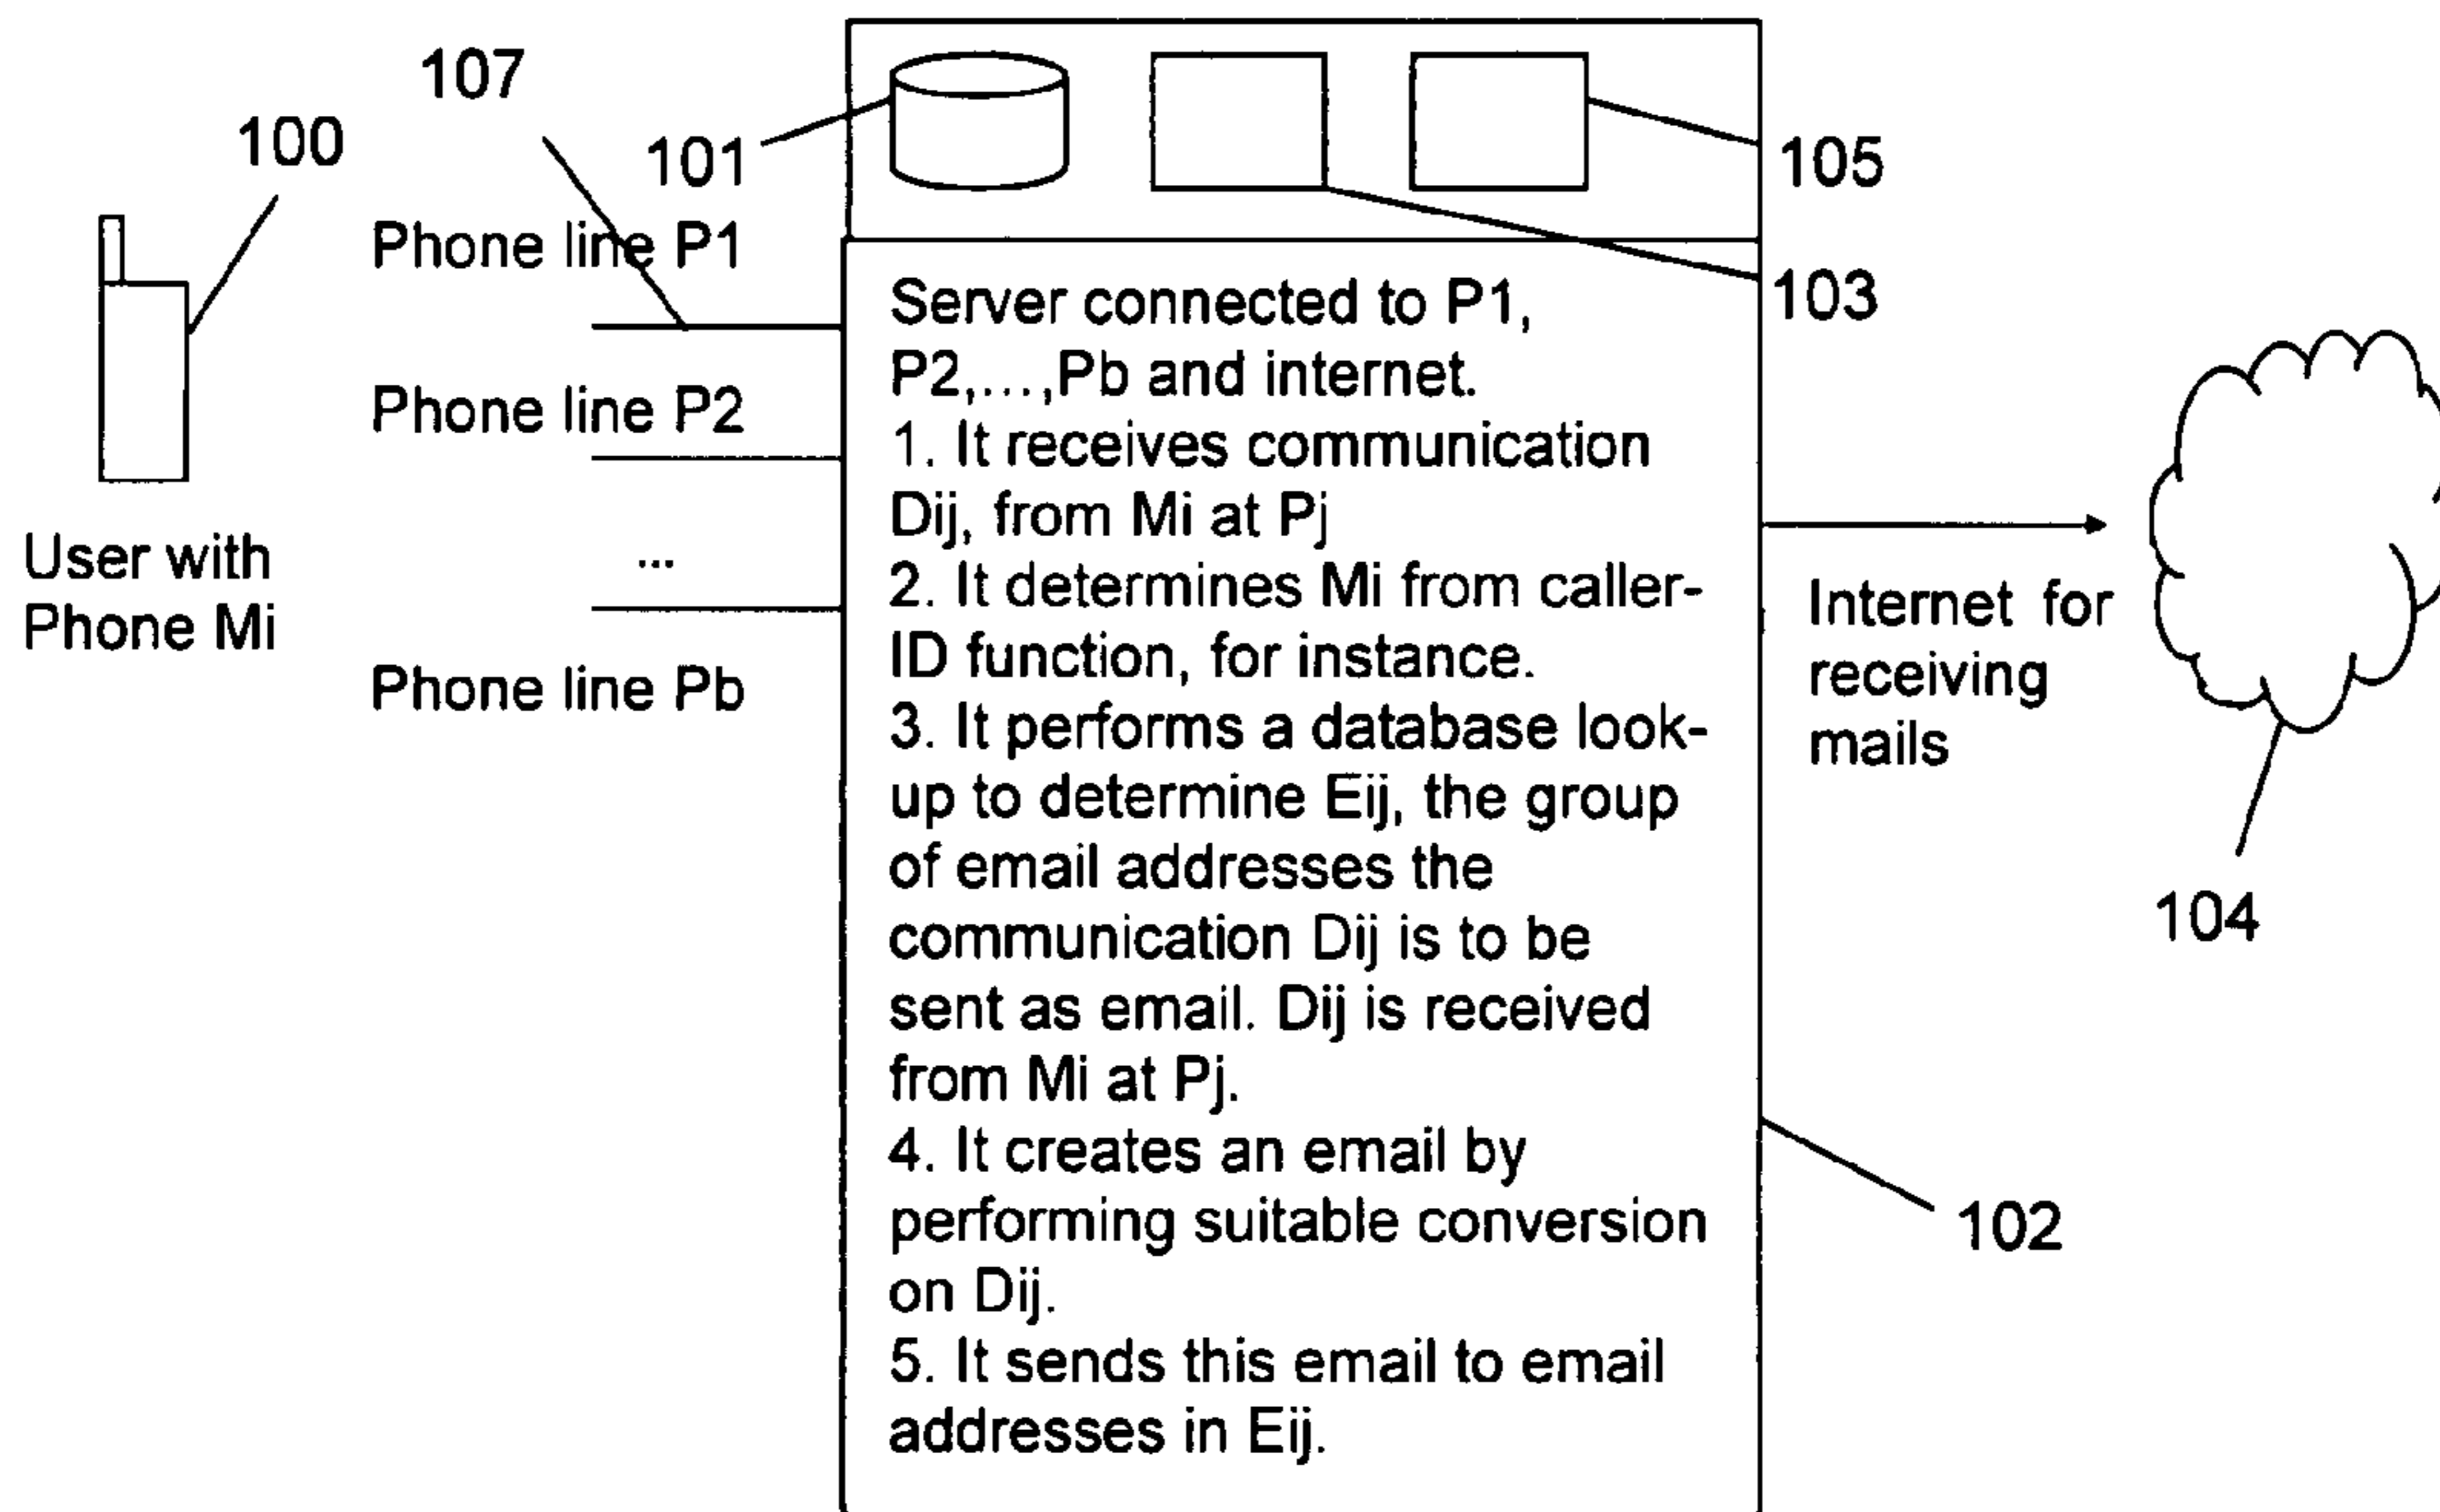 107
100
101
105
Phone line P1
103
Phone line P2
...
Phone line Pb
User with
Phone Mi
Server connected to P1,
P2,...,Pb and internet.
1. It receives communication
Dij, from Mi at Pj
2. It determines Mi from caller-
ID function, for instance.
3. It performs a database look-
up to determine Eij, the group
of email addresses the
communication Dij is to be
sent as email. Dij is received
from Mi at Pj.
4. It creates an email by
performing suitable conversion
on Dij.
5. It sends this email to email
addresses in Eij.
Internet for
receiving
mails
104
102